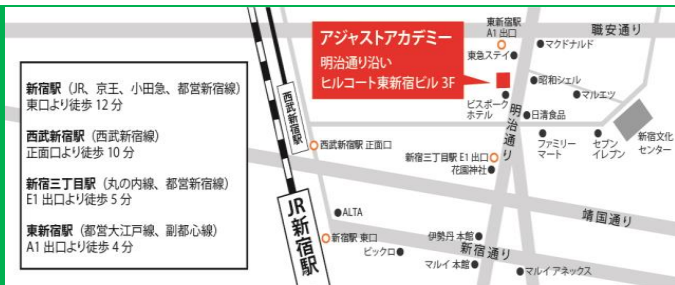 新宿駅（JR、京王、小田急、都営新宿線）
東口より徒歩 12 分
西武新宿駅（西武新宿線）
正面口より徒歩 10 分
新宿三丁目駅（丸の内線、都営新宿線）
E1 出口より徒歩 5 分
東新宿駅（都営大江戸線、副都心線）
A1 出口より徒歩 4 分
アジャストアカデミー
明治通り沿い
ヒルコート東新宿ビル 3F
東新宿駅
A1 出口
職安通り
マクドナルド
東急ステイ
昭和シェル
マルエツ
ビスポーク
ホテル
明治通り
日清食品
ファミリー
マート
セブン
イレブン
新宿文化
センター
西武新宿駅
西武新宿駅 正面口
新宿三丁目駅 E1 出口
花園神社
靖国通り
JR新宿駅
ALTA
新宿駅 東口
ビックロ
伊勢丹 本館
新宿通り
マルイ 本館
マルイ アネックス